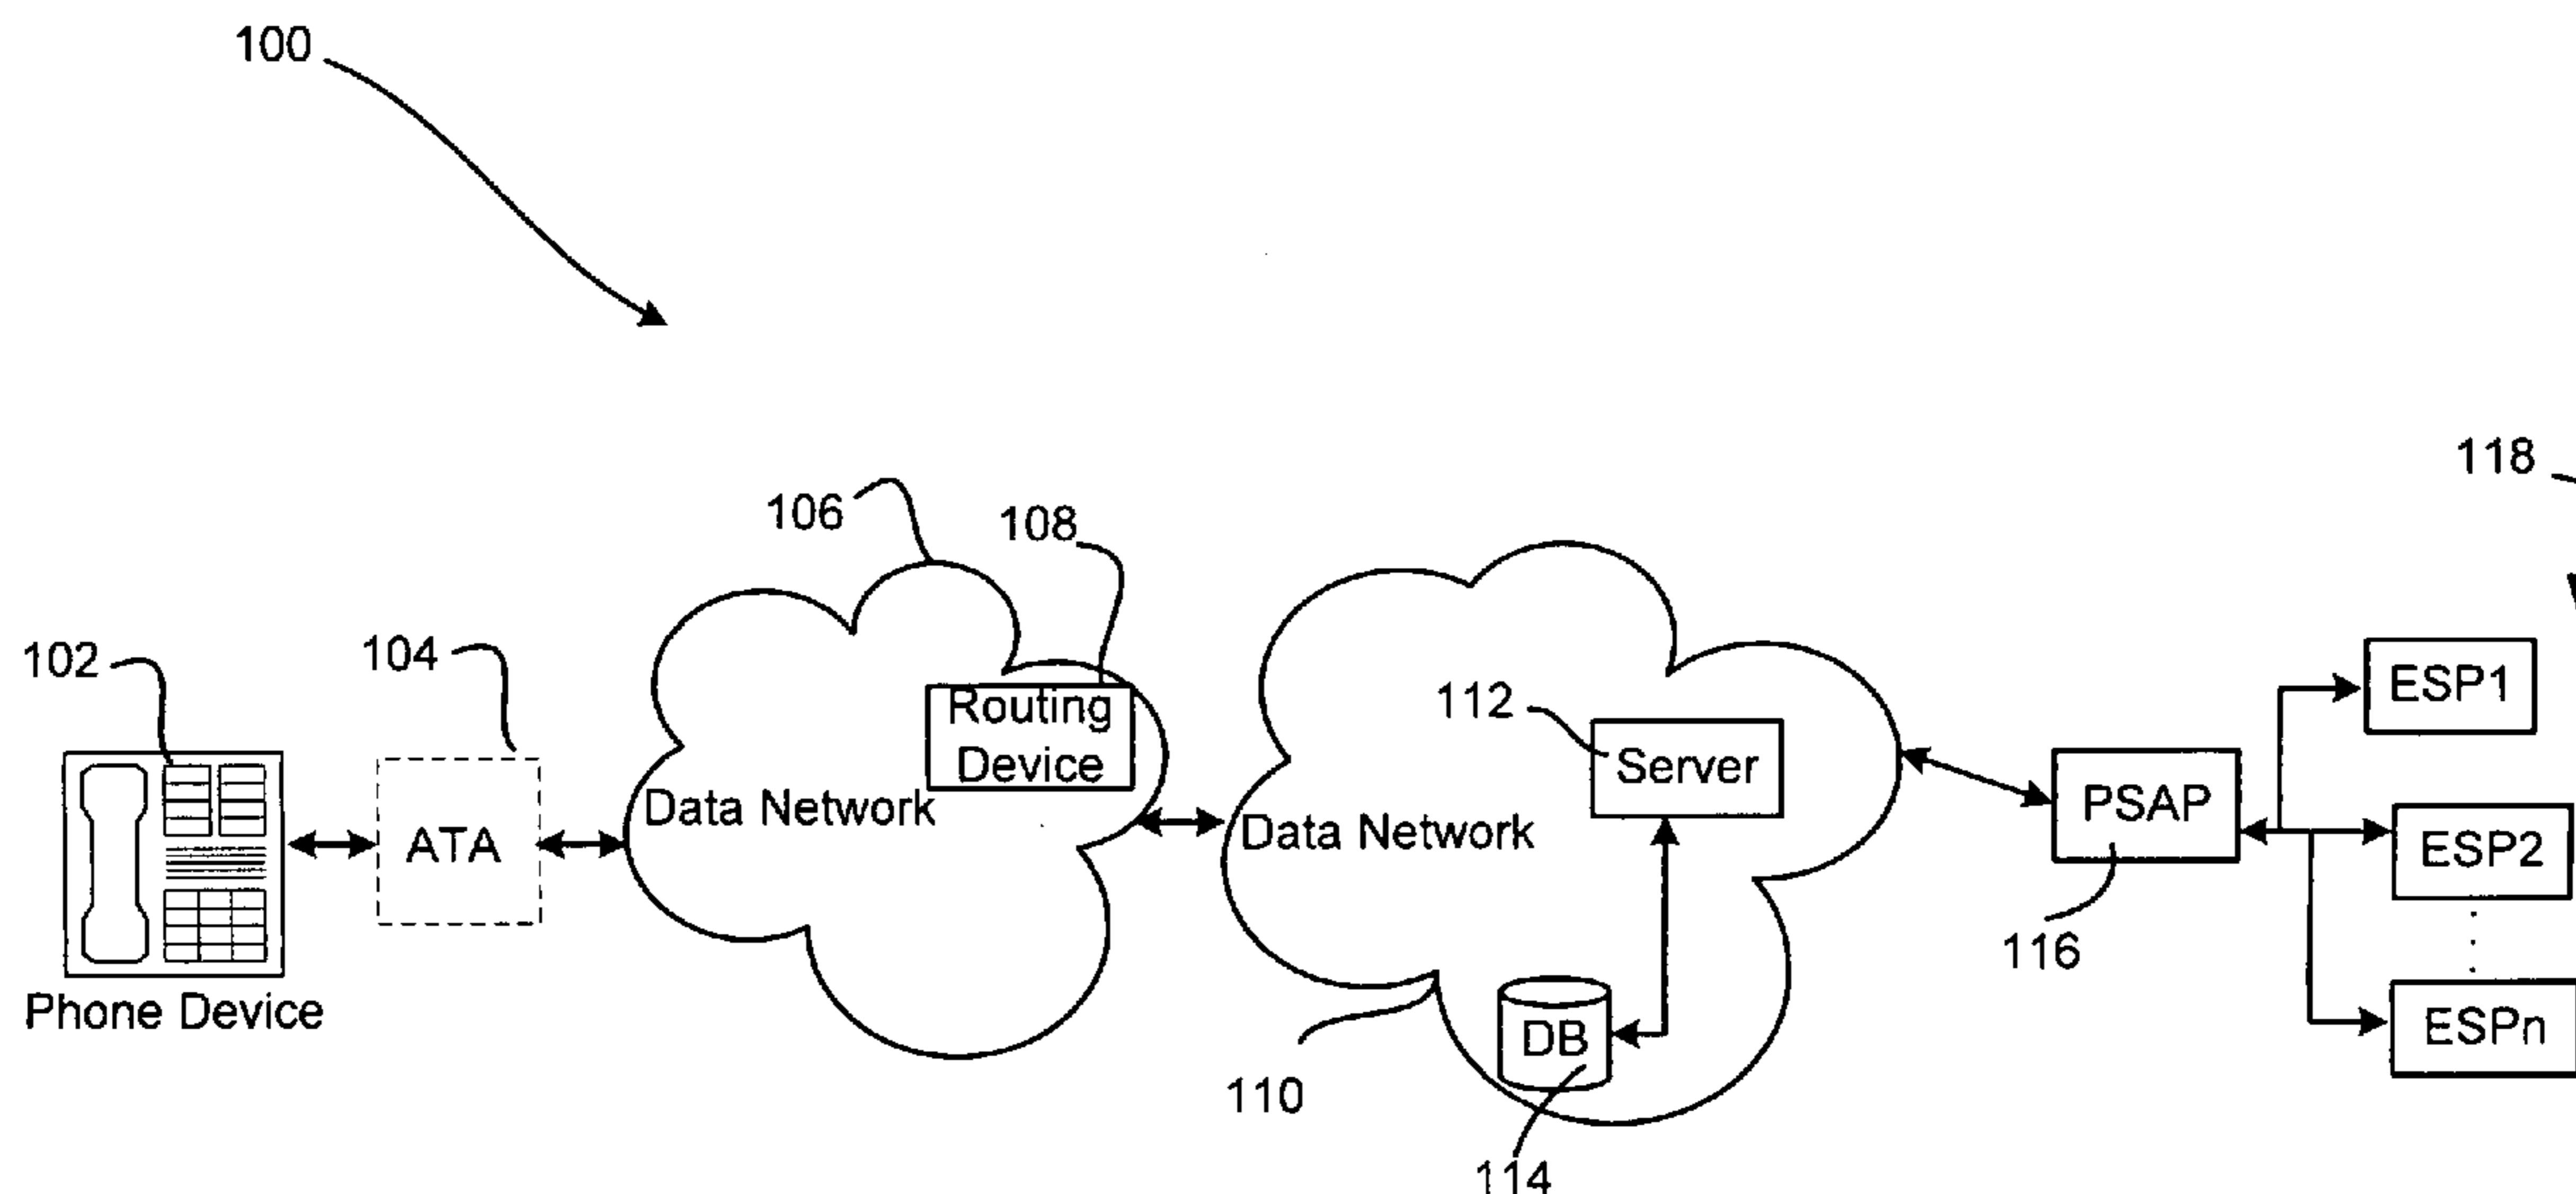 100
118
106
108
102
104
Routing
Device
112
Server
ESP1
Data Network
Data Network
PSAP
ATA
ESP2
116
Phone Device
DB
ESPn
110
114